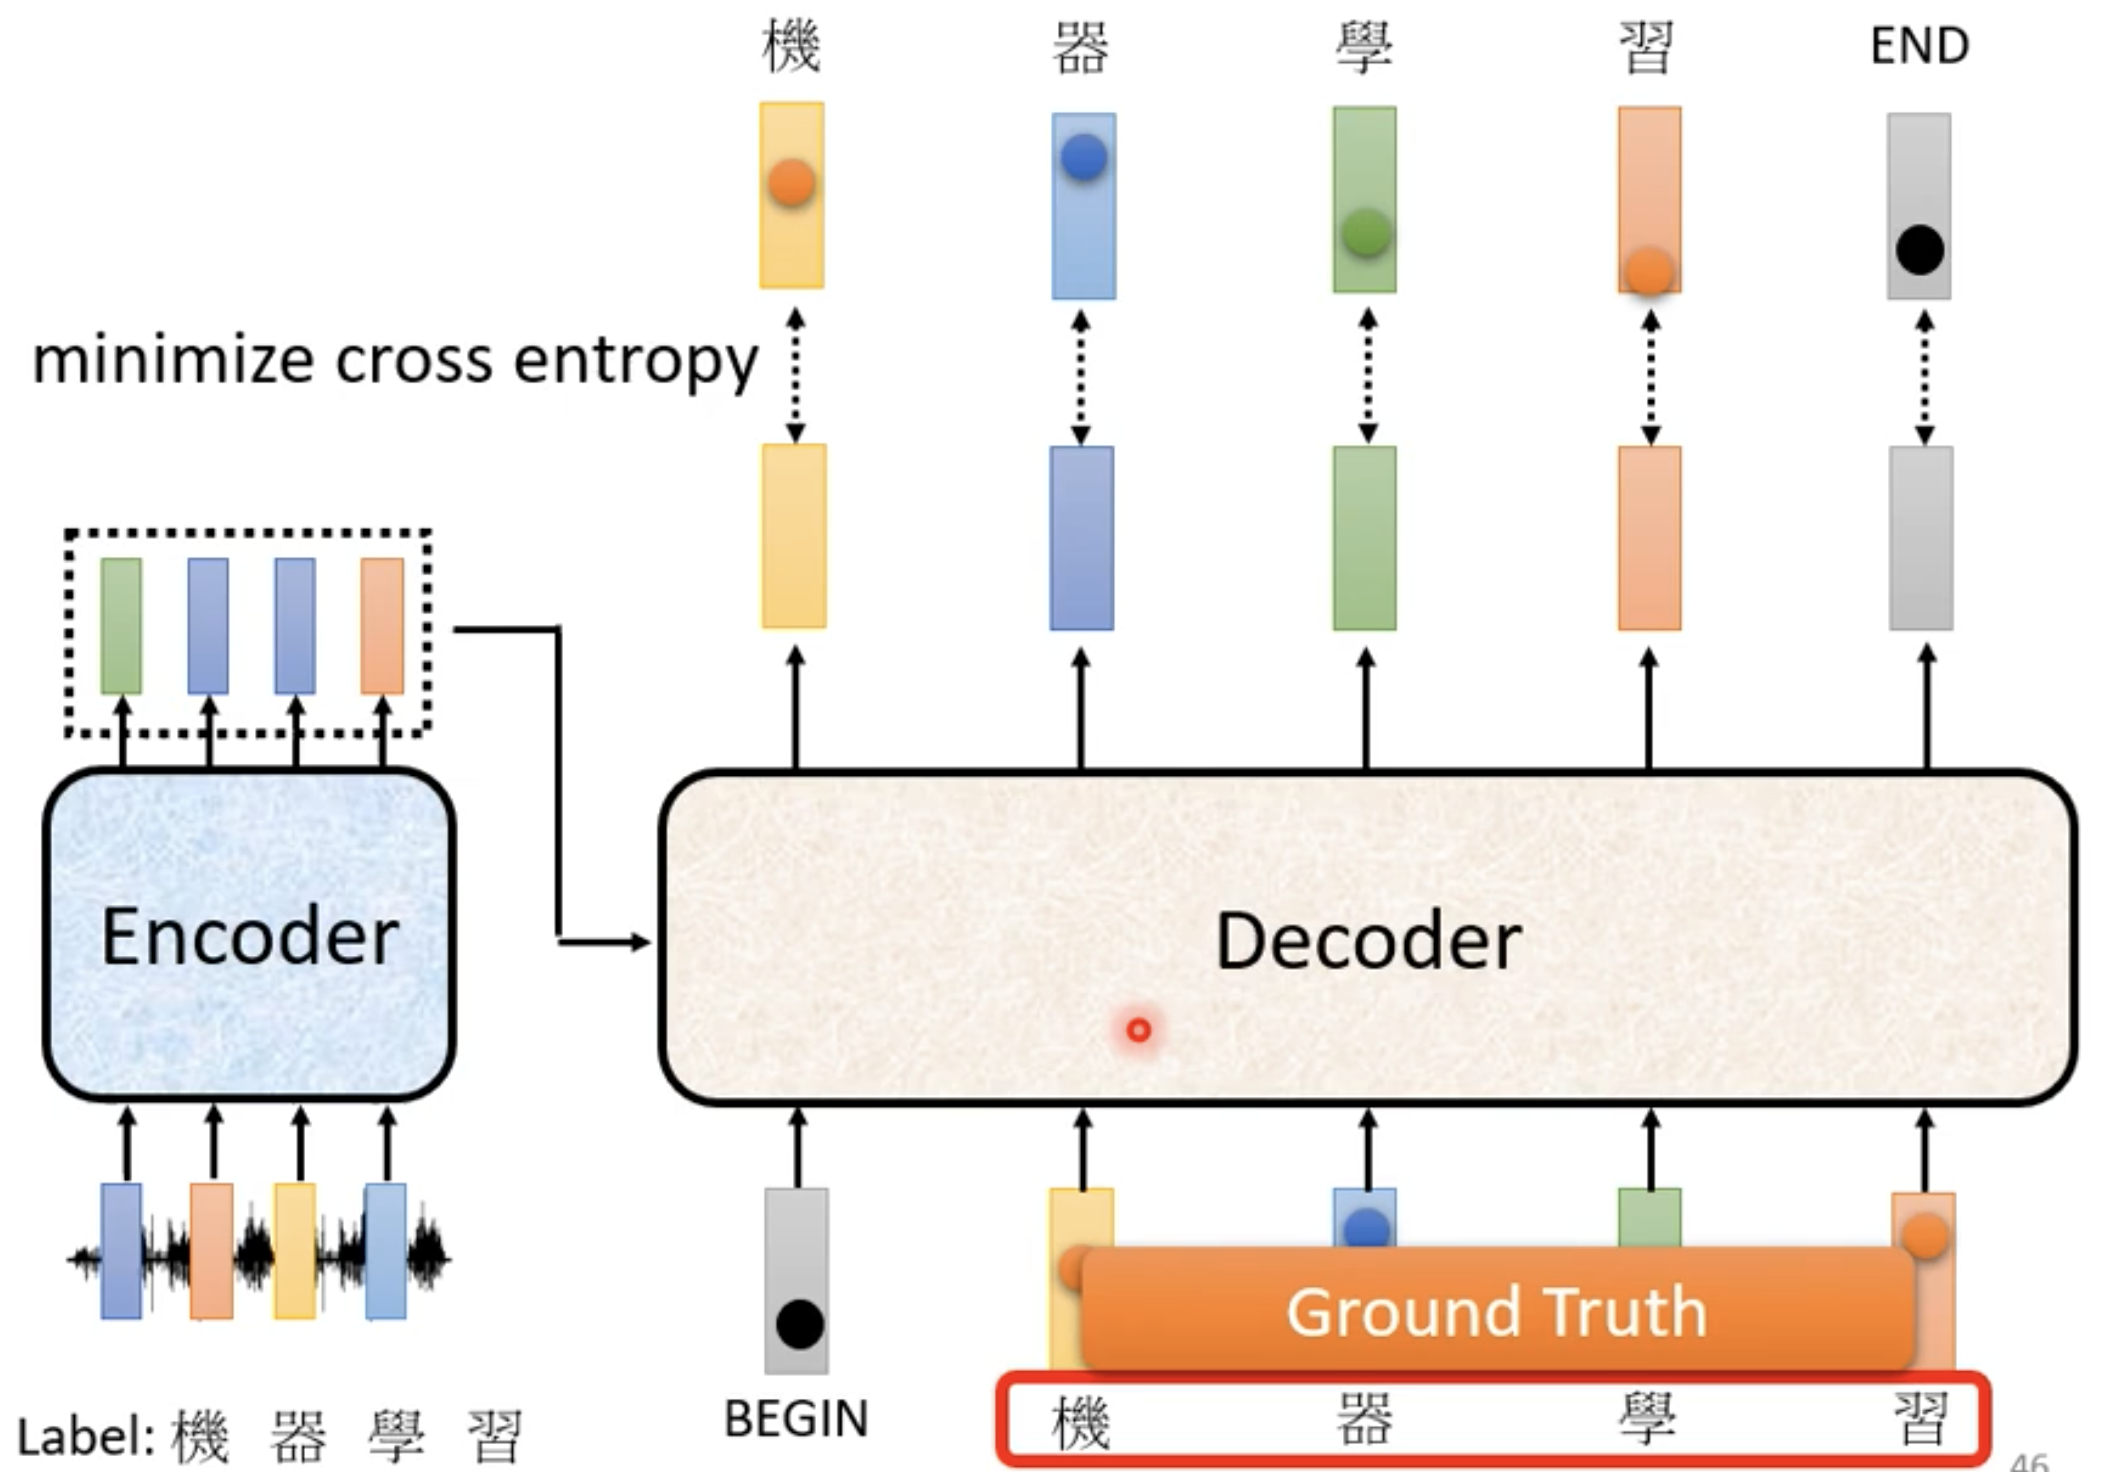 機 器 學 習 END
minimize cross entropy
Encoder
Decoder
Ground Truth
BEGIN
機 器 學 習
Label: 機 器 學 習
46